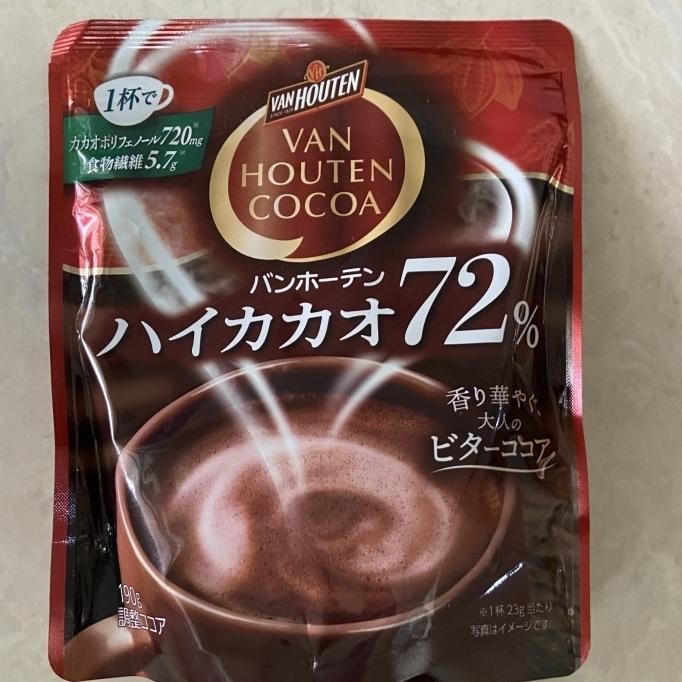 1杯で
カカオポリフェノール720mg※
食物繊維5.7g※
VAN HOUTEN
SINCE 1828
VAN
HOUTEN
COCOA
バンホーテン
ハイカカオ72%
香り華やぐ、
大人の
ビターココア
190g
調整ココア
※1杯23g当たり
写真はイメージです